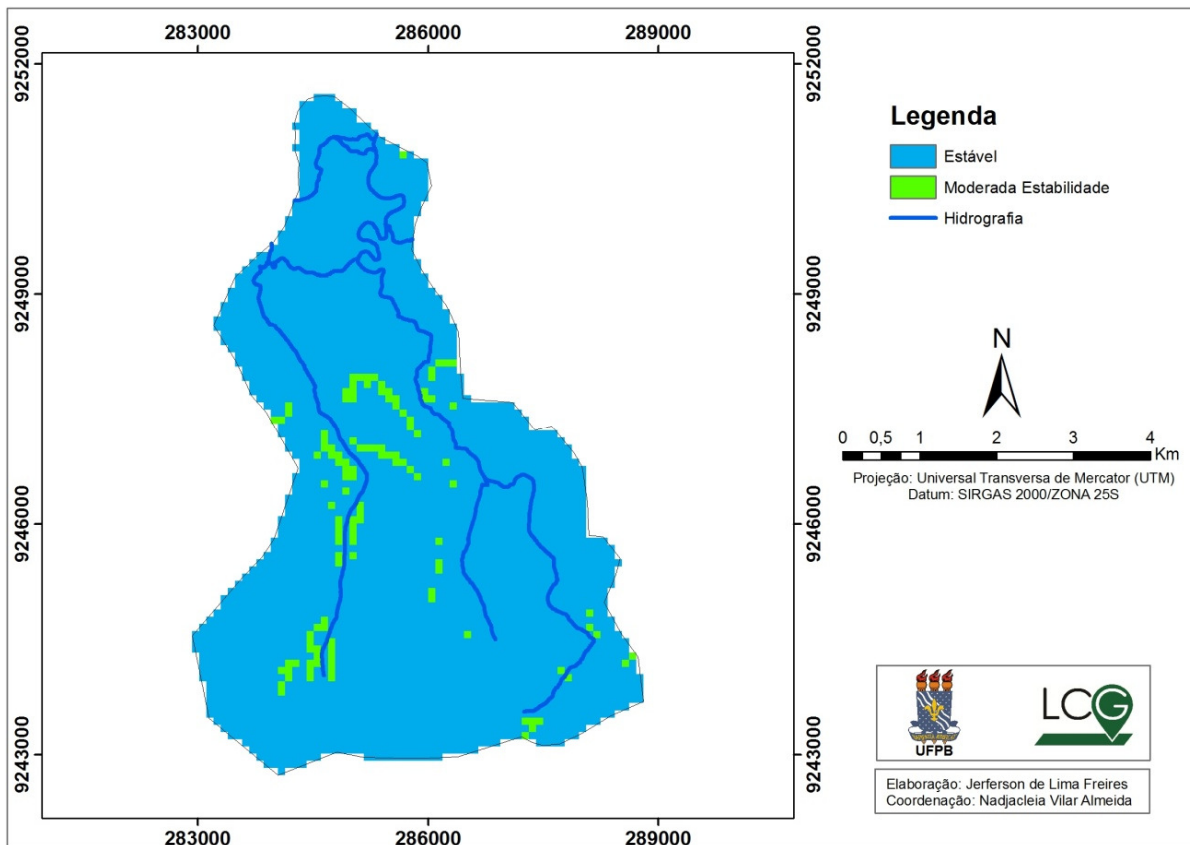 283000 286000 289000
9252000 9252000
9249000 9249000
9246000 9246000
9243000 9243000
283000 286000 289000
Legenda
Estável
Moderada Estabilidade
Hidrografia
N
0 0,5 1 2 3 4
Km
Projeção: Universal Transversa de Mercator (UTM)
Datum: SIRGAS 2000/ZONA 25S
UFPB
LCG
Elaboração: Jerferson de Lima Freires
Coordenação: Nadjacleia Vilar Almeida